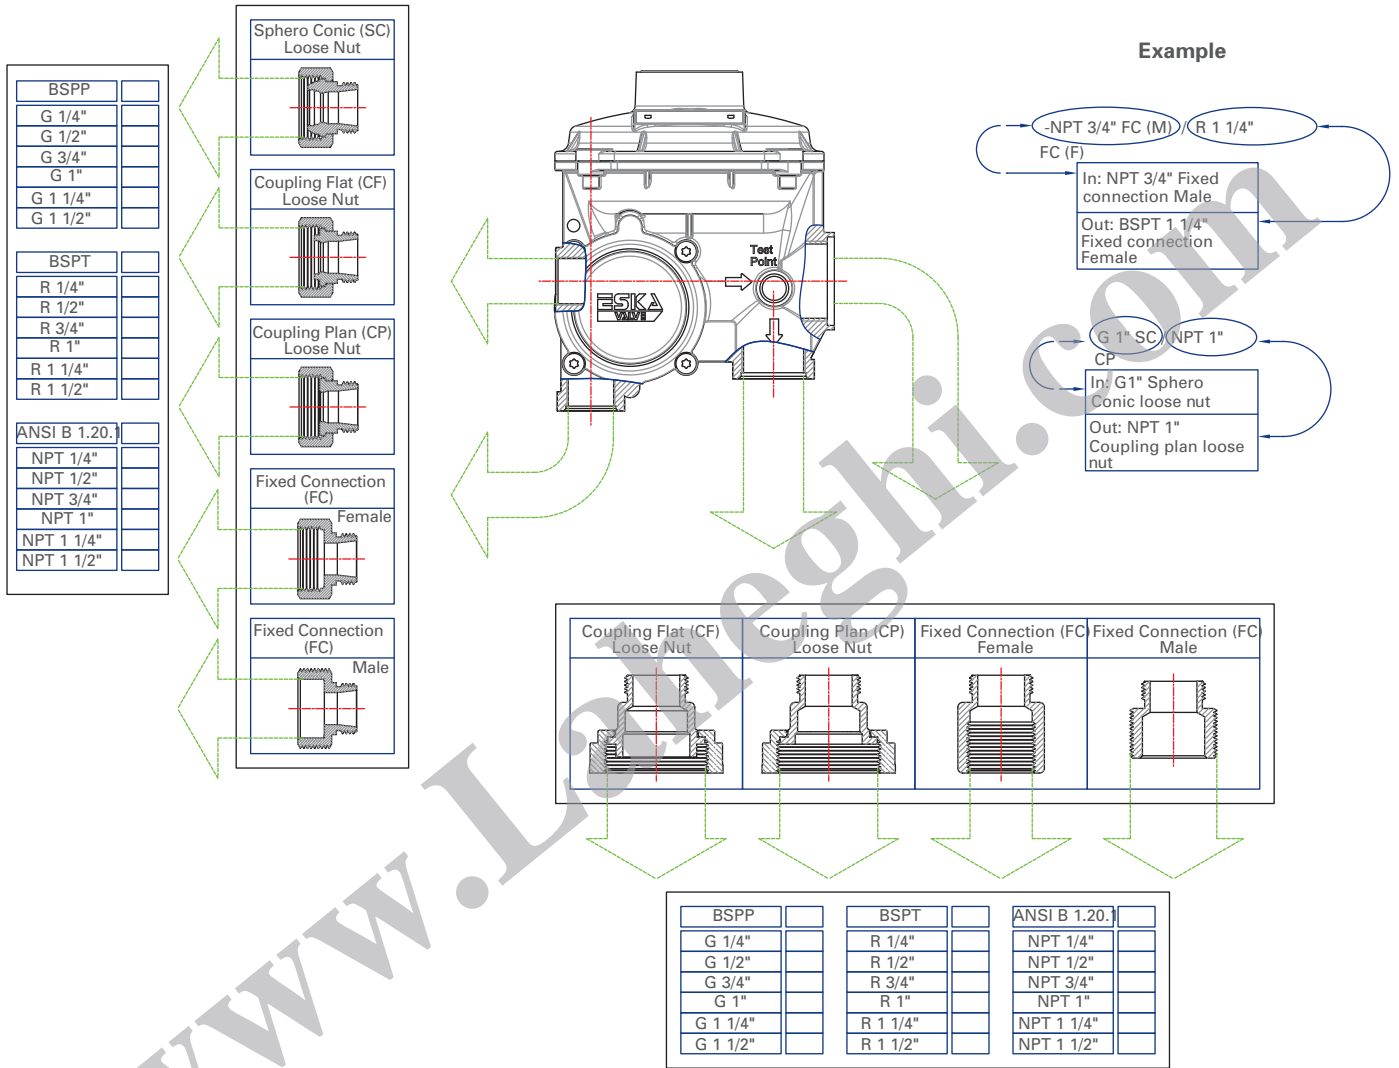 BSPP
G 1/4"
G 1/2"
G 3/4"
G 1"
G 1 1/4"
G 1 1/2"
BSPT
R 1/4"
R 1/2"
R 3/4"
R 1"
R 1 1/4"
R 1 1/2"
ANSI B 1.20.1
NPT 1/4"
NPT 1/2"
NPT 3/4"
NPT 1"
NPT 1 1/4"
NPT 1 1/2"
Sphero Conic (SC)
Loose Nut
Coupling Flat (CF)
Loose Nut
Coupling Plan (CP)
Loose Nut
Fixed Connection
(FC)
Female
Fixed Connection
(FC)
Male
Test
Point
ESKA
VALVE
Example
-NPT 3/4" FC (M) / R 1 1/4"
FC (F)
In: NPT 3/4" Fixed
connection Male
Out: BSPT 1 1/4"
Fixed connection
Female
G 1" SC / NPT 1"
CP
In: G1" Sphero
Conic loose nut
Out: NPT 1"
Coupling plan loose
nut
Coupling Flat (CF)
Loose Nut
Coupling Plan (CP)
Loose Nut
Fixed Connection (FC)
Female
Fixed Connection (FC)
Male
BSPP
G 1/4"
G 1/2"
G 3/4"
G 1"
G 1 1/4"
G 1 1/2"
BSPT
R 1/4"
R 1/2"
R 3/4"
R 1"
R 1 1/4"
R 1 1/2"
ANSI B 1.20.1
NPT 1/4"
NPT 1/2"
NPT 3/4"
NPT 1"
NPT 1 1/4"
NPT 1 1/2"
www.Laheghi.com